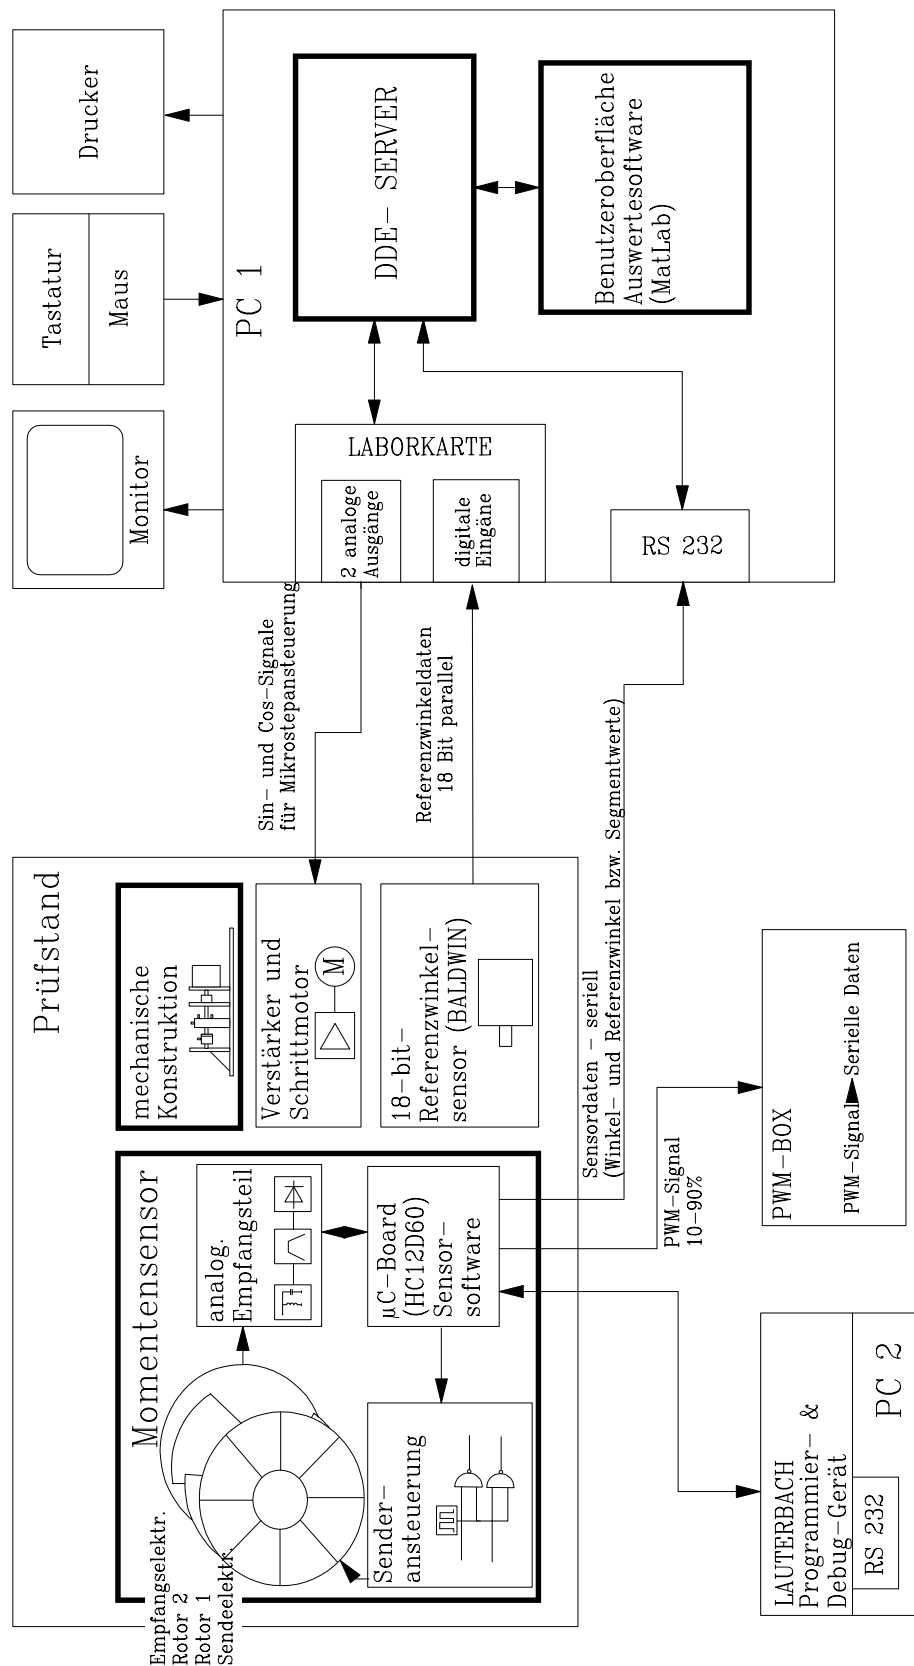 Prüfstand
Momentensensor
Empfangselektr.
Rotor 2
Rotor 1
Sendeelektr.
analog.
Empfangsteil
µC-Board
(HC12D60)
Sensor-
software
Sender-
ansteuerung
mechanische
Konstruktion
Verstärker und
Schrittmotor
M
18-bit-
Referenzwinkel-
sensor (BALDWIN)
Sin- und Cos-Signale
für Mikrostepansteuerung
Referenzwinkeldaten
18 Bit parallel
Sensordaten - seriell
(Winkel- und Referenzwinkel bzw. Segmentwerte)
PWM-Signal
10-90%
LAUTERBACH
Programmier- &
Debug-Gerät
RS 232
PC 2
PWM-BOX
PWM-Signal
Serielle Daten
Monitor
Tastatur
Maus
Drucker
PC 1
LABORKARTE
2 analoge
Ausgänge
digitale
Eingäne
RS 232
DDE- SERVER
Benutzeroberfläche
Auswertesoftware
(MatLab)